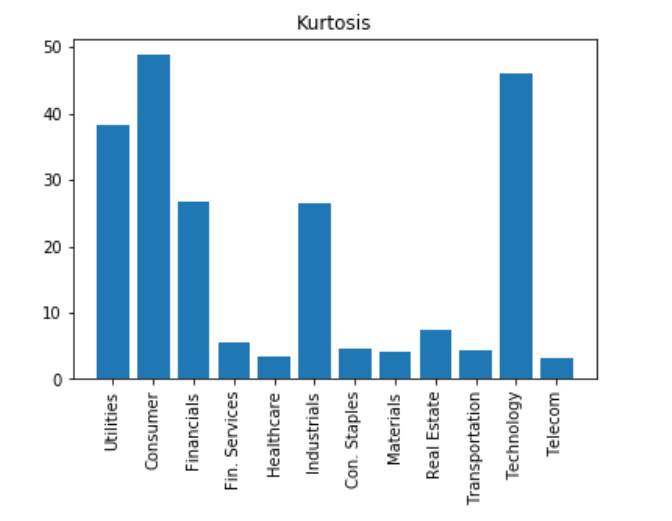 Kurtosis
50
40
30
20
10
0
Utilities
Consumer
Financials
Fin. Services
Healthcare
Industrials
Con. Staples
Materials
Real Estate
Transportation
Technology
Telecom